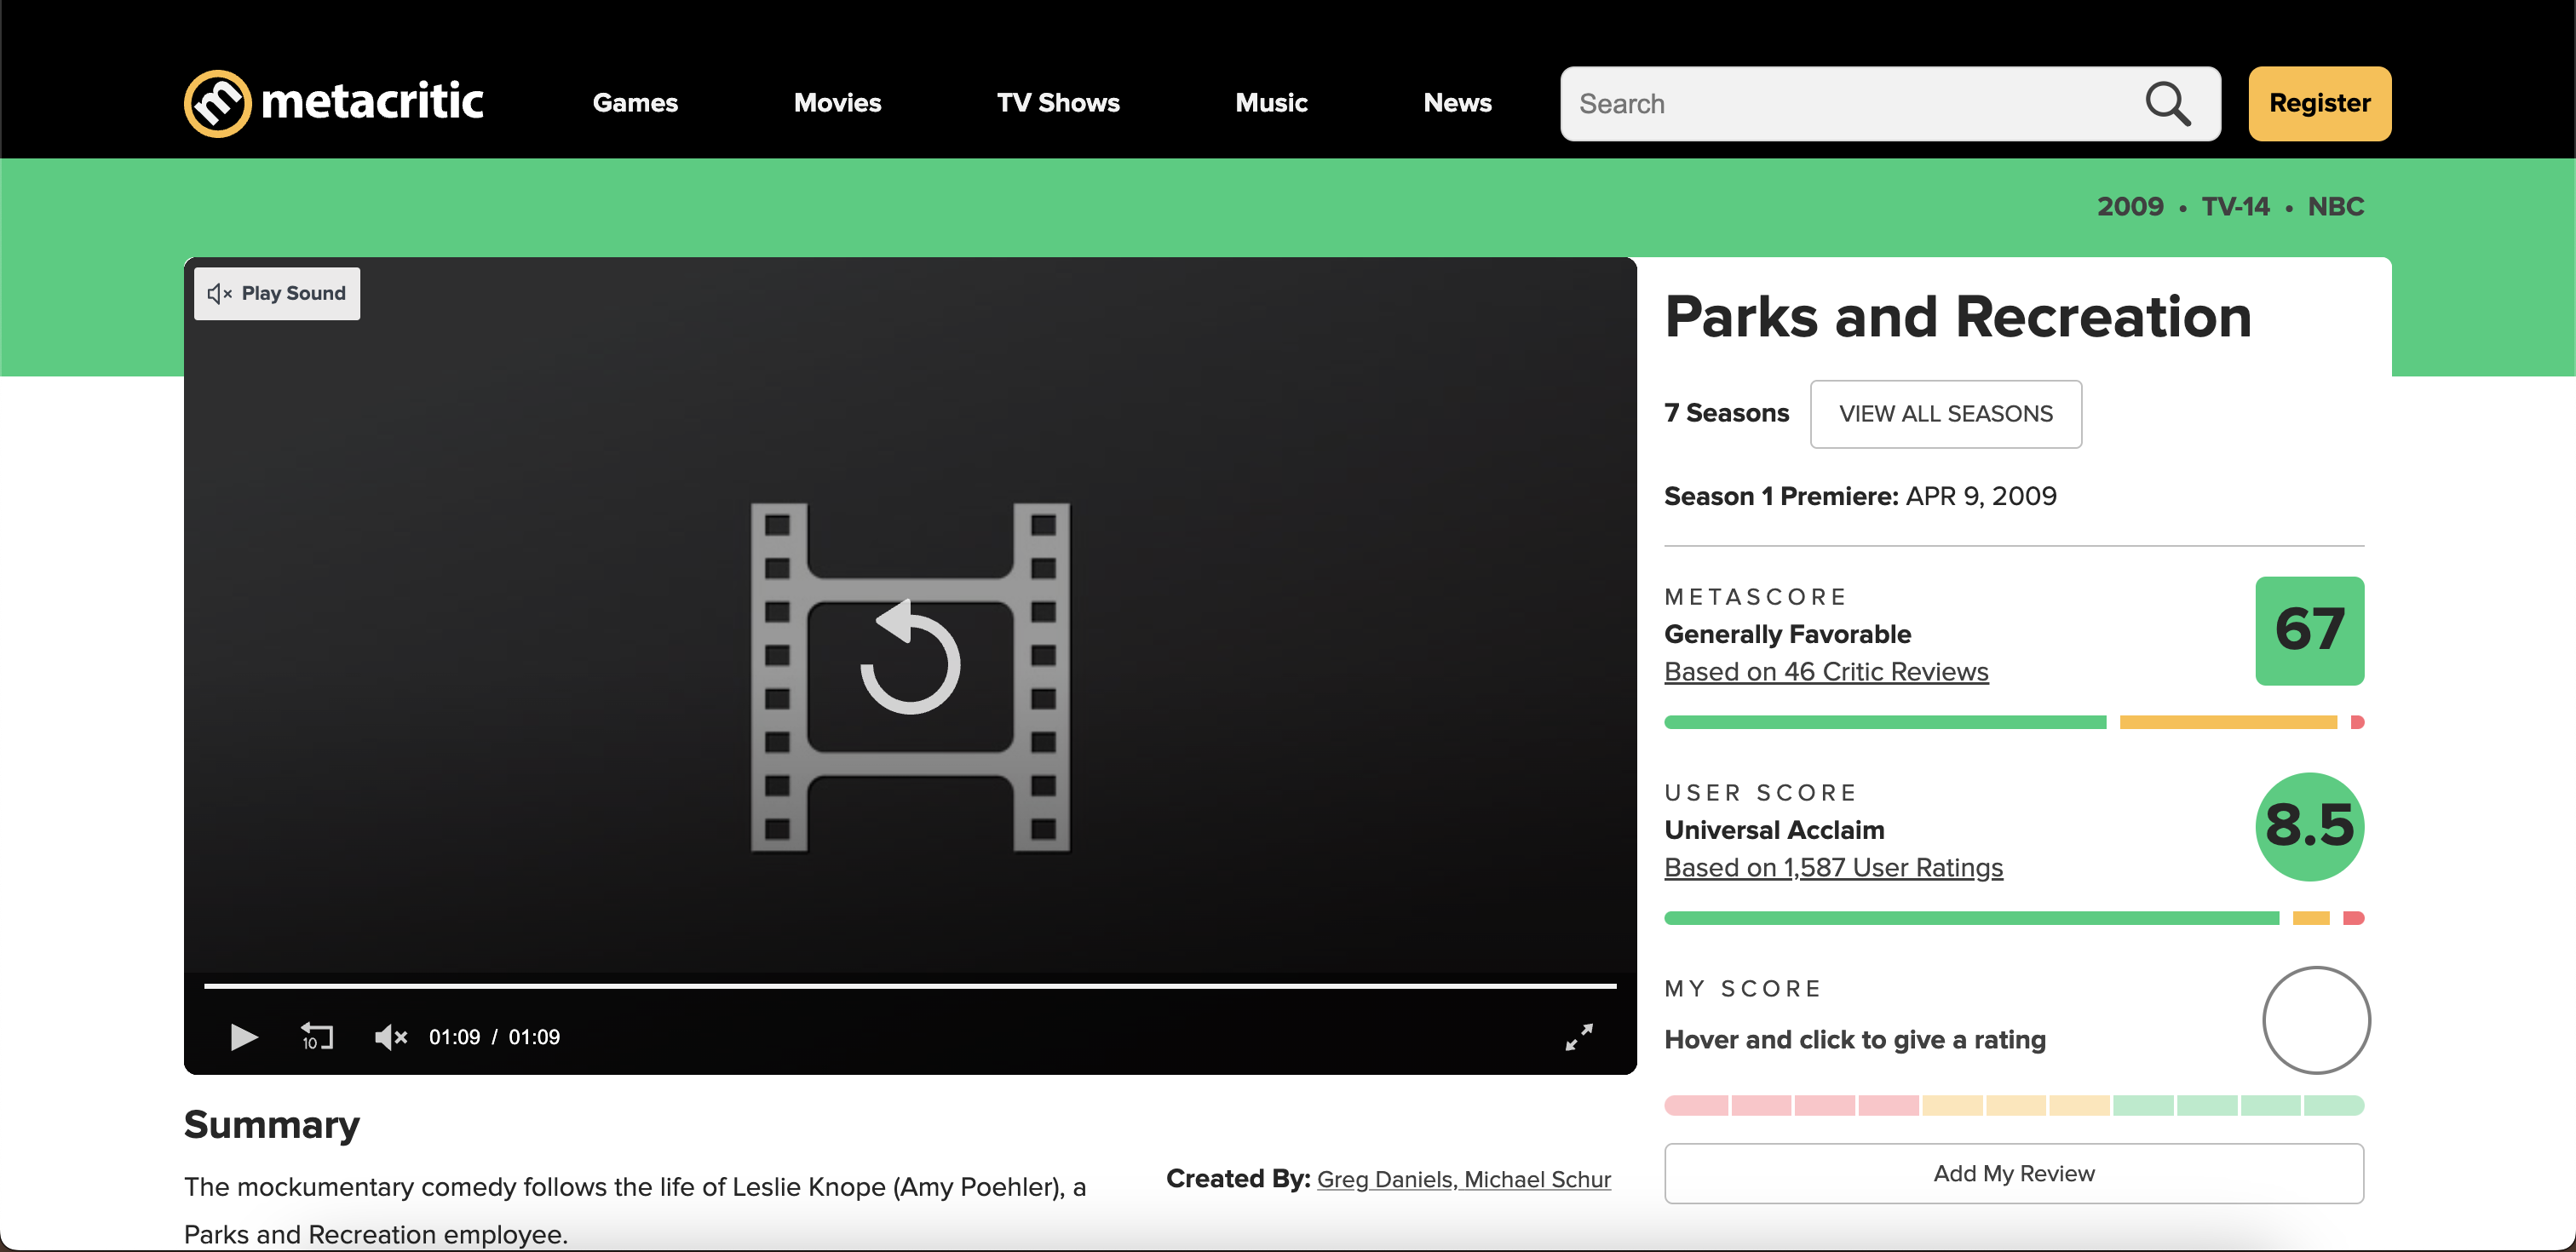 metacritic
Games
Movies
TV Shows
Music
News
Search
Register
2009 • TV-14 • NBC
Play Sound
Parks and Recreation
7 Seasons
VIEW ALL SEASONS
Season 1 Premiere: APR 9, 2009
METASCORE
Generally Favorable
Based on 46 Critic Reviews
67
USER SCORE
Universal Acclaim
Based on 1,587 User Ratings
8.5
MY SCORE
Hover and click to give a rating
Add My Review
10
01:09 / 01:09
Summary
The mockumentary comedy follows the life of Leslie Knope (Amy Poehler), a
Parks and Recreation employee.
Created By: Greg Daniels, Michael Schur